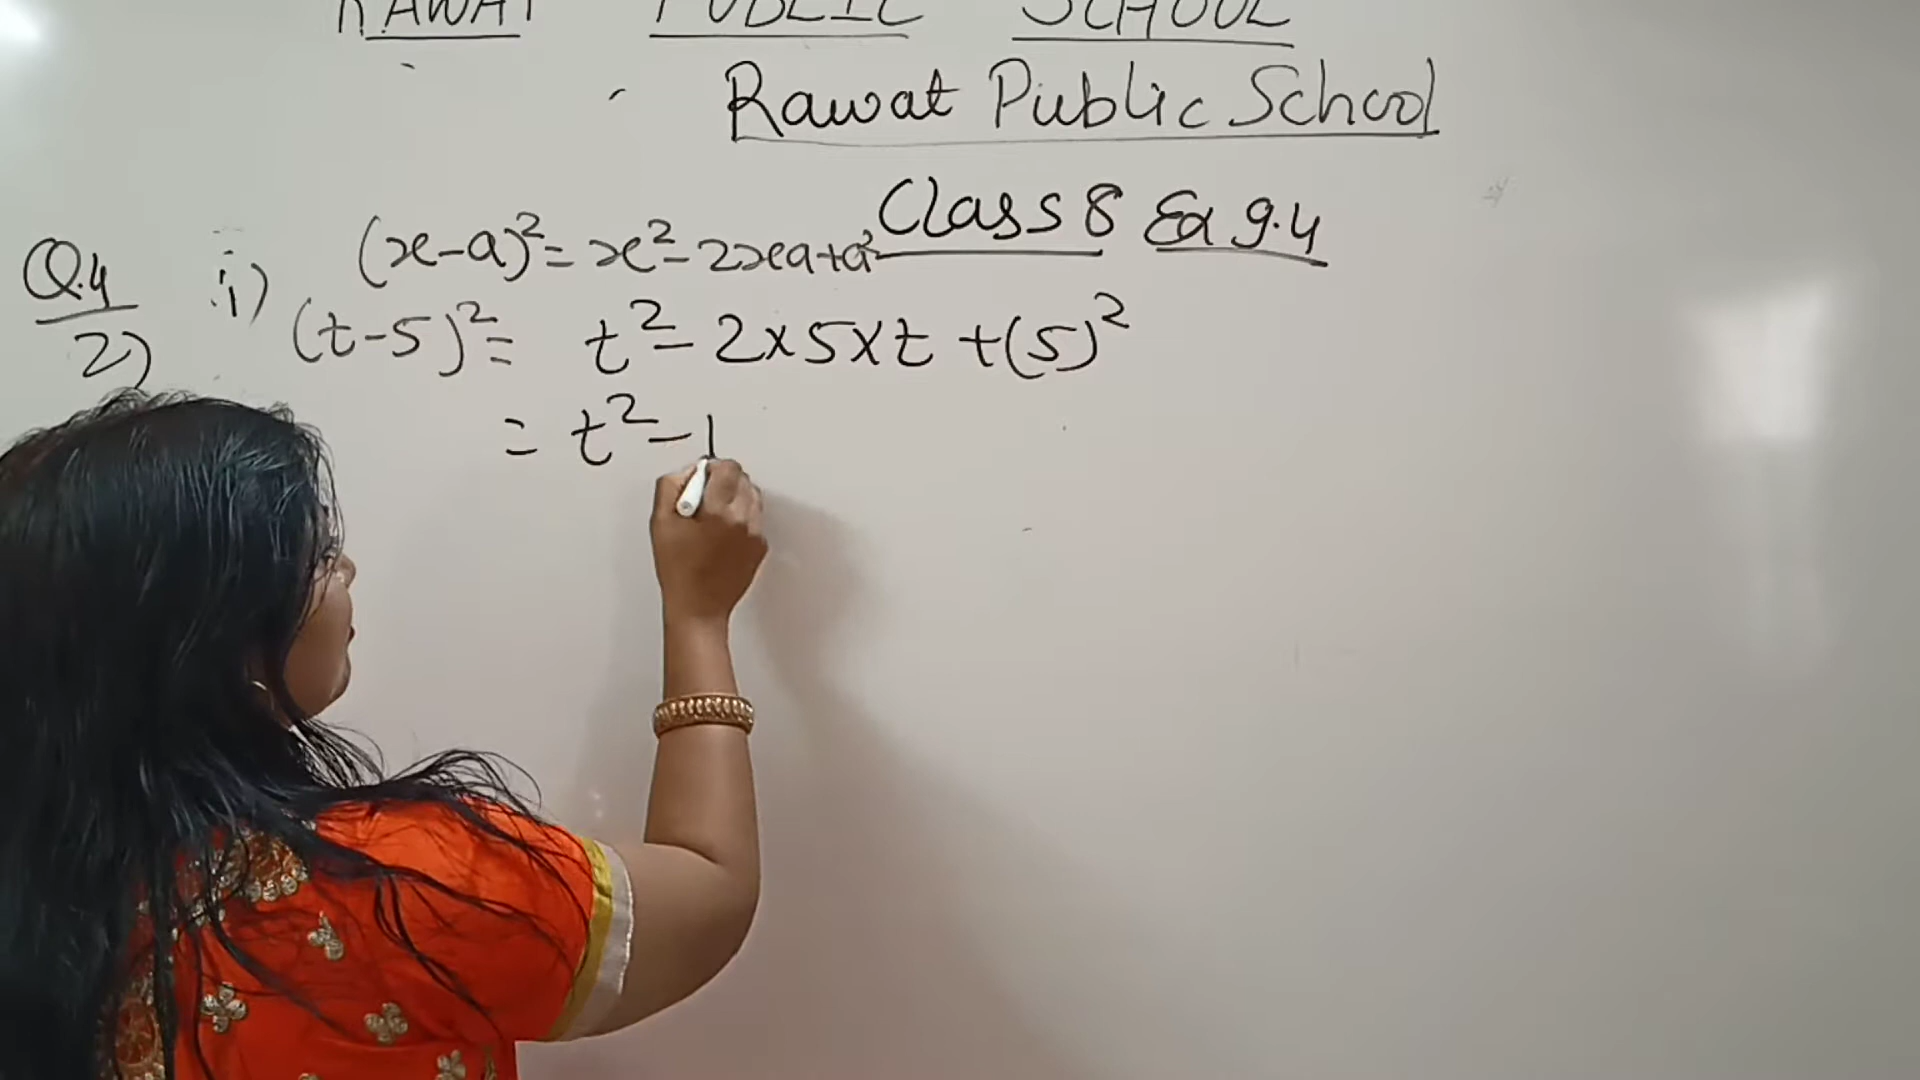 RAWAT PUBLIC SCHOOL
Rawat Public School
Class 8 Ex 9.4
Q.4 i) (x-a)²= x²-2xa+a²
2) (t-5)²= t²-2x5xt+(5)²
= t²-1